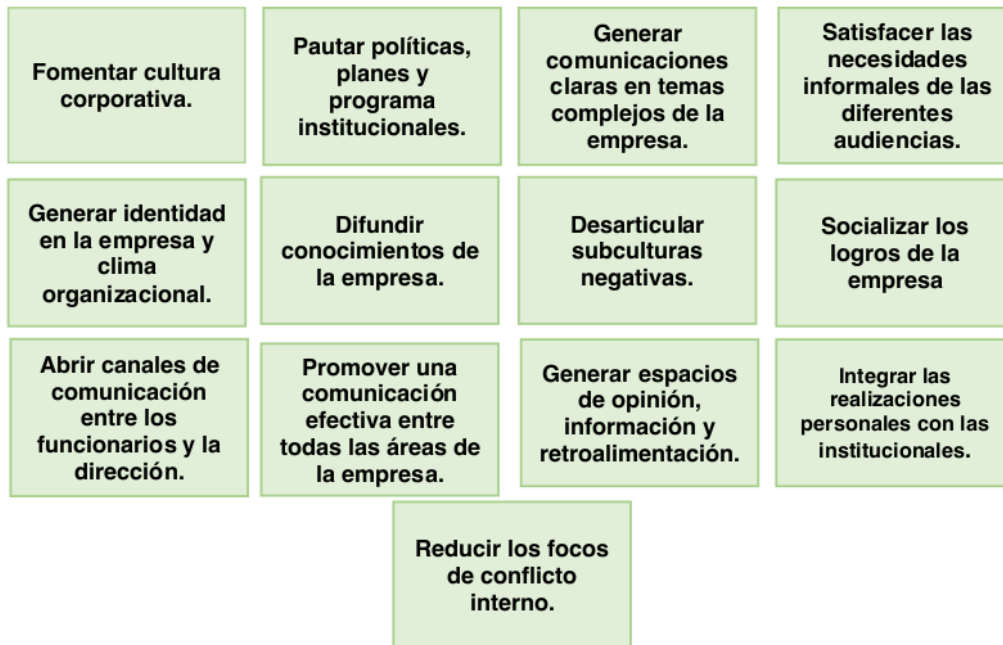 Fomentar cultura
corporativa.
Pautar políticas,
planes y
programa
institucionales.
Generar
comunicaciones
claras en temas
complejos de la
empresa.
Satisfacer las
necesidades
informales de las
diferentes
audiencias.
Generar identidad
en la empresa y
clima
organizacional.
Difundir
conocimientos de
la empresa.
Desarticular
subculturas
negativas.
Socializar los
logros de la
empresa
Abrir canales de
comunicación
entre los
funcionarios y la
dirección.
Promover una
comunicación
efectiva entre
todas las áreas de
la empresa.
Generar espacios
de opinión,
información y
retroalimentación.
Integrar las
realizaciones
personales con las
institucionales.
Reducir los focos
de conflicto
interno.